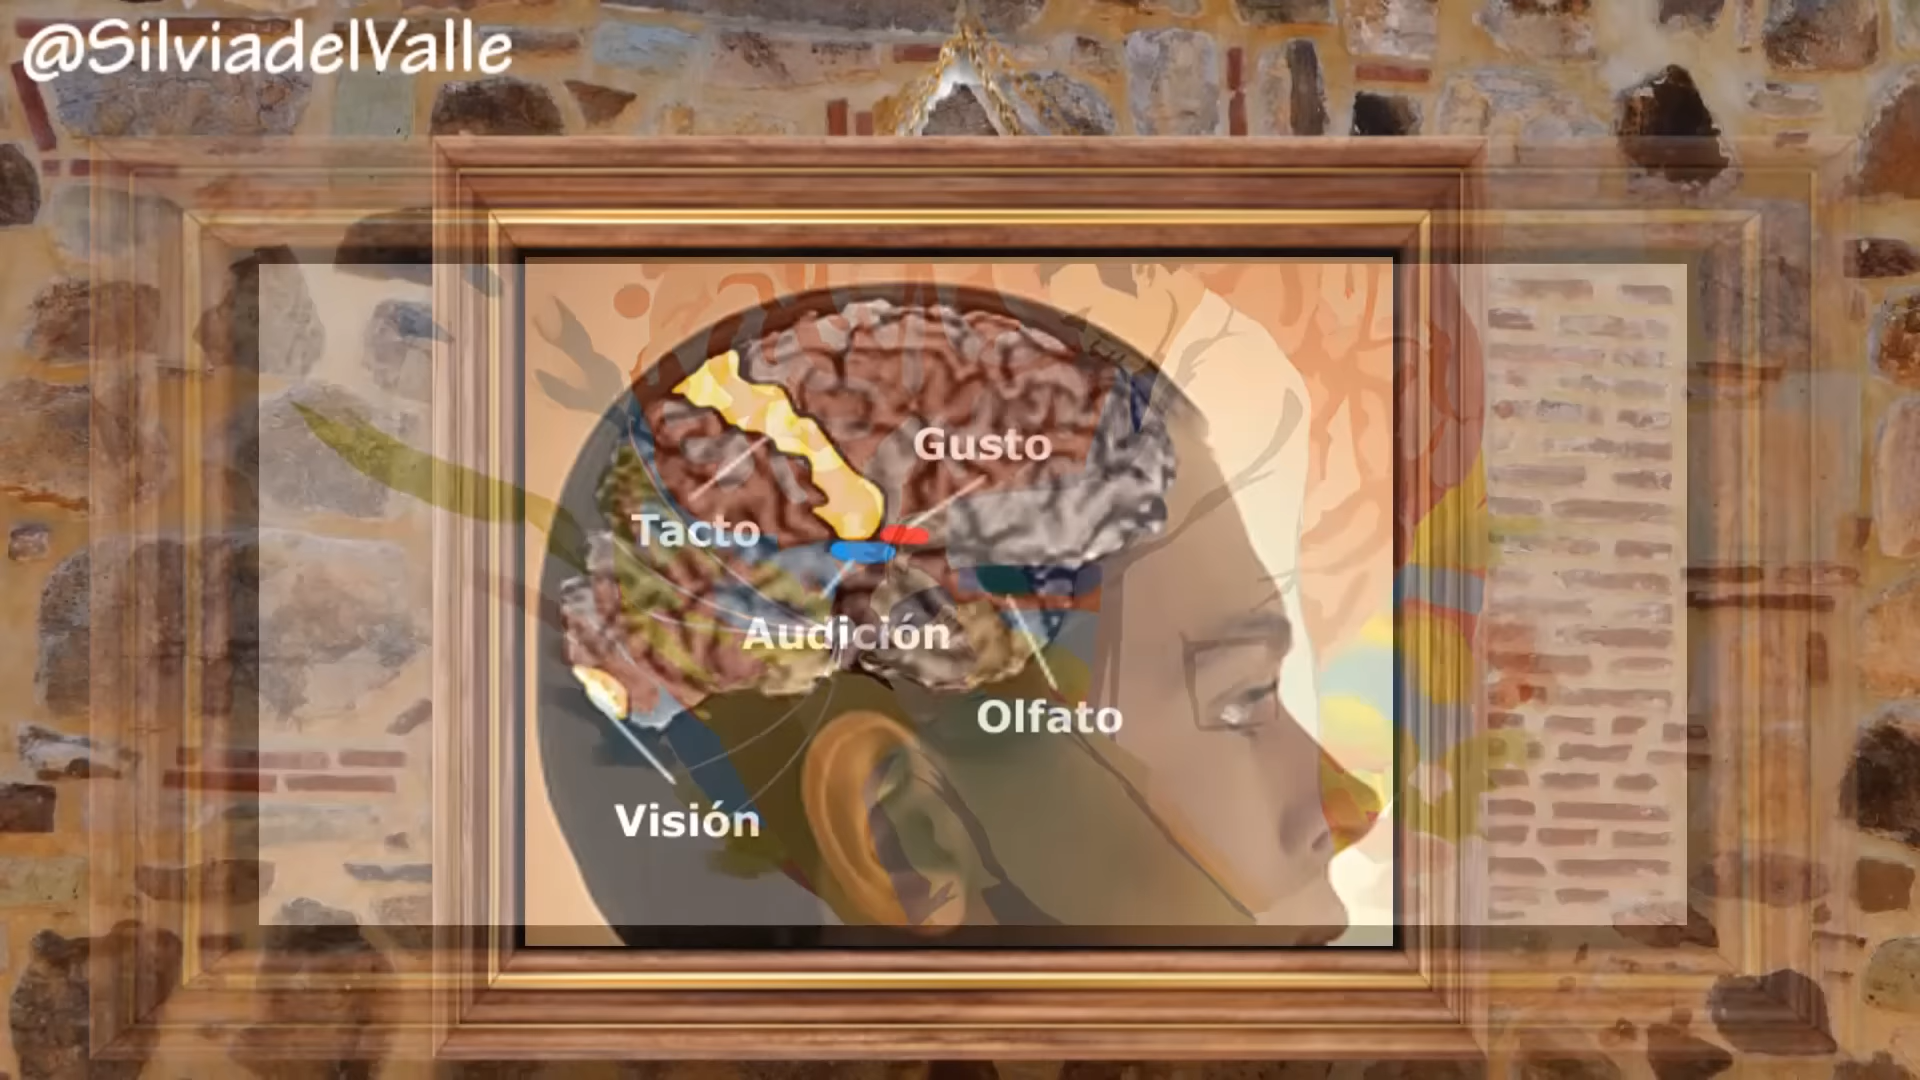 @SilviadelValle
Gusto
Tacto
Audición
Olfato
Visión